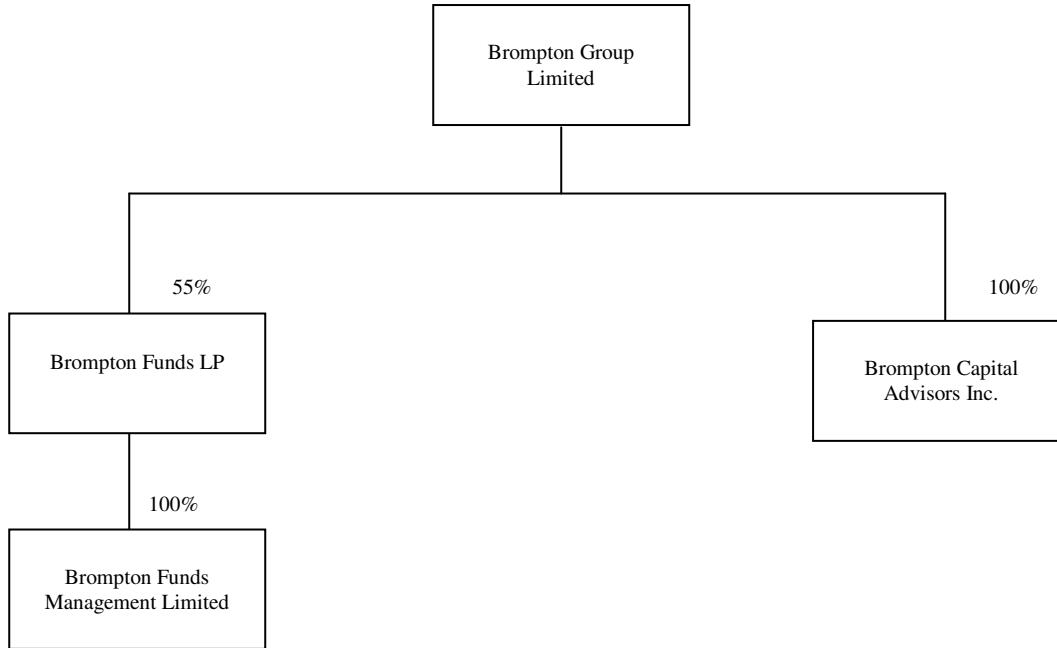 Brompton Group
Limited
55%
100%
Brompton Funds LP
Brompton Capital
Advisors Inc.
100%
Brompton Funds
Management Limited